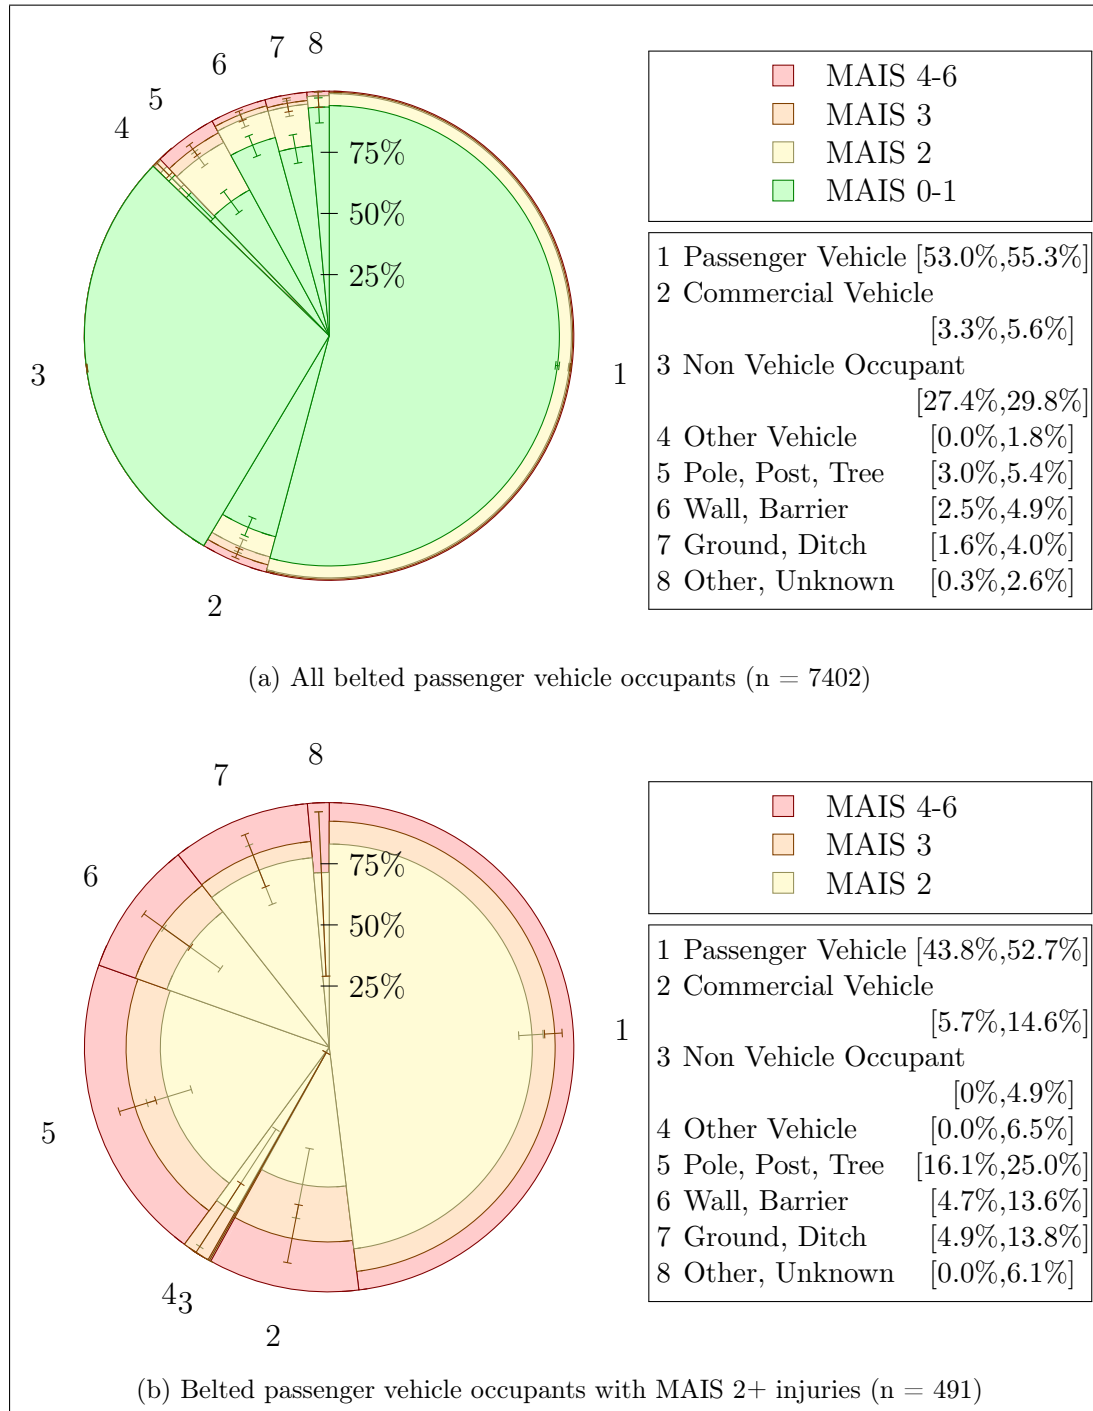 8
7
6
5
4
3
2
1
75%
50%
25%
MAIS 4-6
MAIS 3
MAIS 2
MAIS 0-1
1 Passenger Vehicle [53.0%,55.3%]
2 Commercial Vehicle
[3.3%,5.6%]
3 Non Vehicle Occupant
[27.4%,29.8%]
4 Other Vehicle [0.0%,1.8%]
5 Pole, Post, Tree [3.0%,5.4%]
6 Wall, Barrier [2.5%,4.9%]
7 Ground, Ditch [1.6%,4.0%]
8 Other, Unknown [0.3%,2.6%]
(a) All belted passenger vehicle occupants (n = 7402)
8
7
6
5
4
3
2
1
75%
50%
25%
MAIS 4-6
MAIS 3
MAIS 2
1 Passenger Vehicle [43.8%,52.7%]
2 Commercial Vehicle
[5.7%,14.6%]
3 Non Vehicle Occupant
[0%,4.9%]
4 Other Vehicle [0.0%,6.5%]
5 Pole, Post, Tree [16.1%,25.0%]
6 Wall, Barrier [4.7%,13.6%]
7 Ground, Ditch [4.9%,13.8%]
8 Other, Unknown [0.0%,6.1%]
(b) Belted passenger vehicle occupants with MAIS 2+ injuries (n = 491)